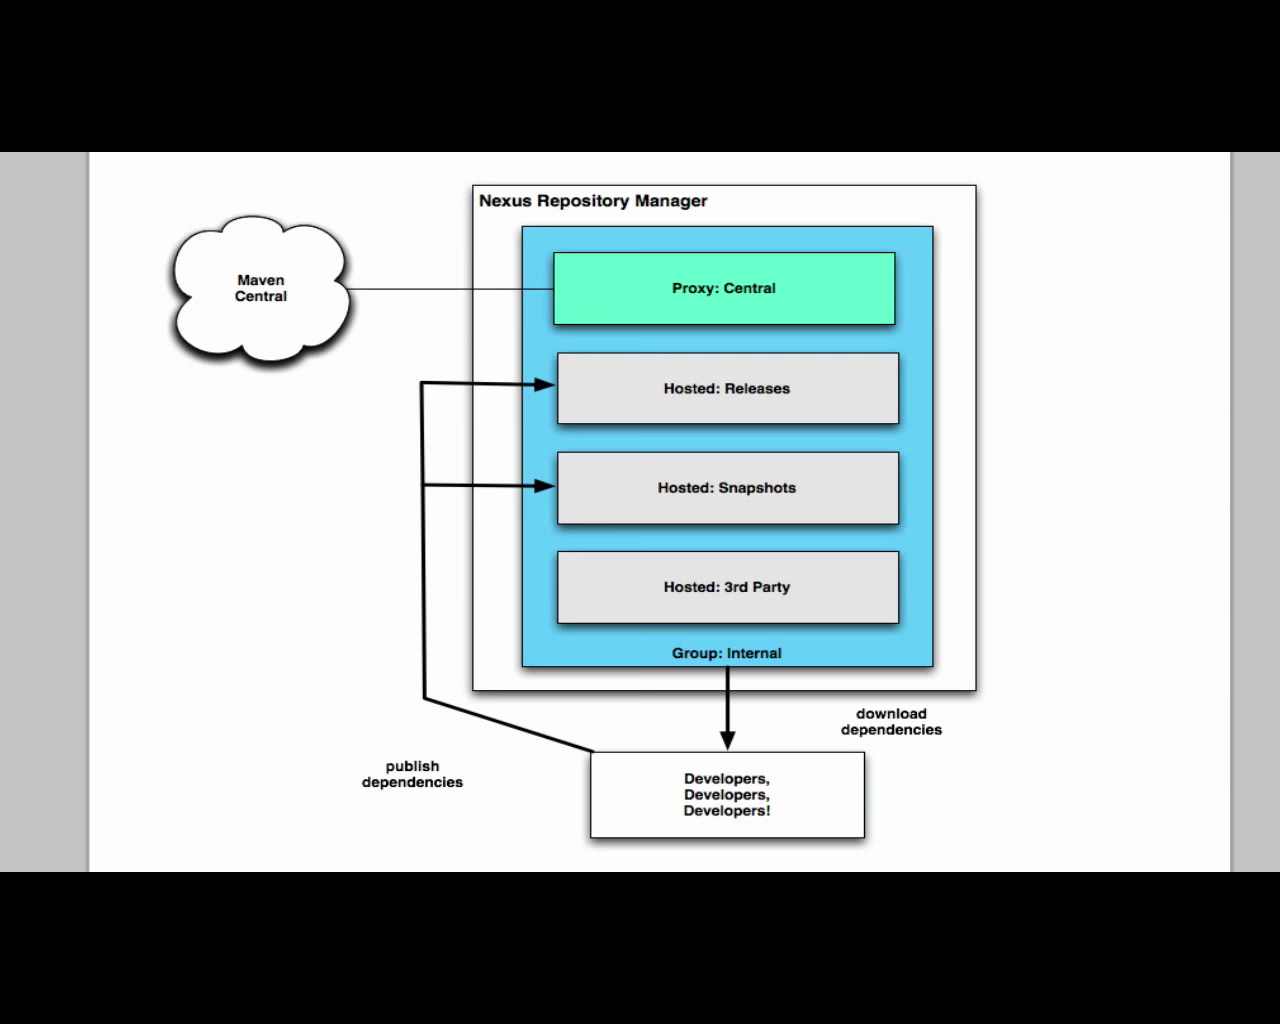 Nexus Repository Manager
Maven
Central
Proxy: Central
Hosted: Releases
Hosted: Snapshots
Hosted: 3rd Party
Group: Internal
download
dependencies
publish
dependencies
Developers,
Developers,
Developers!